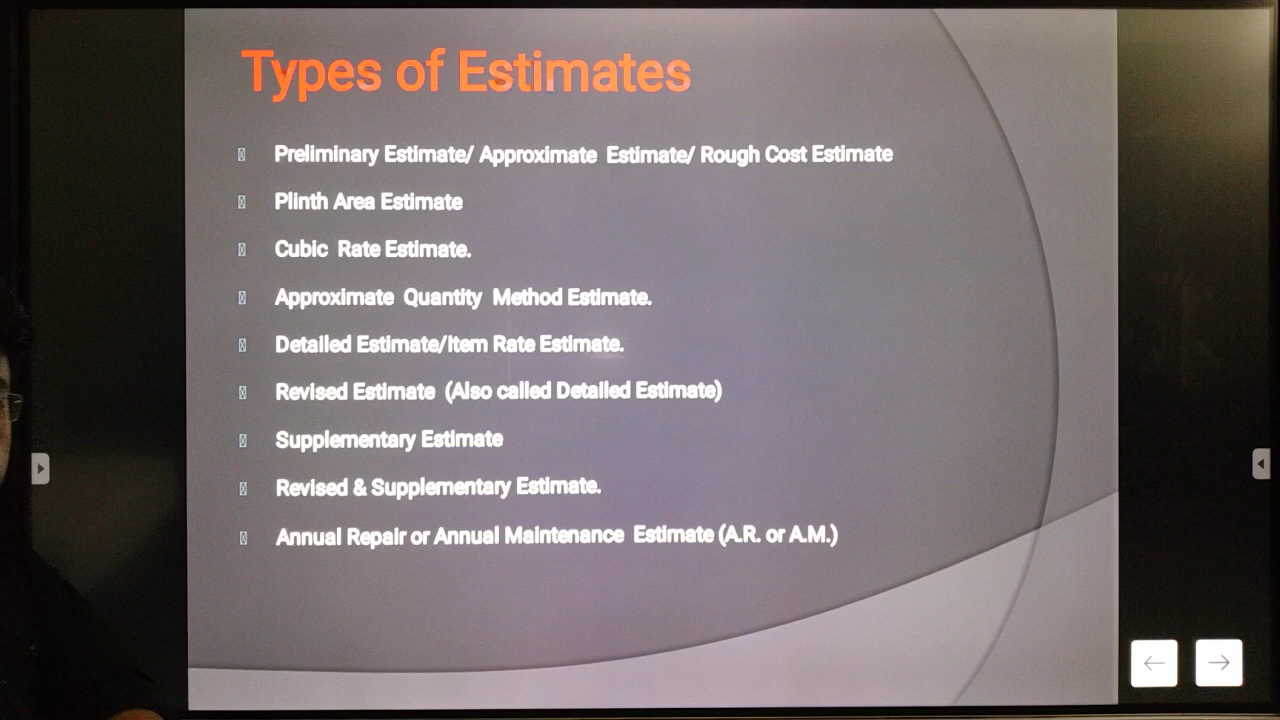 Types of Estimates
Preliminary Estimate/ Approximate Estimate/ Rough Cost Estimate
Plinth Area Estimate
Cubic Rate Estimate.
Approximate Quantity Method Estimate.
Detailed Estimate/Item Rate Estimate.
Revised Estimate (Also called Detailed Estimate)
Supplementary Estimate
Revised & Supplementary Estimate.
Annual Repair or Annual Maintenance Estimate (A.R. or A.M.)